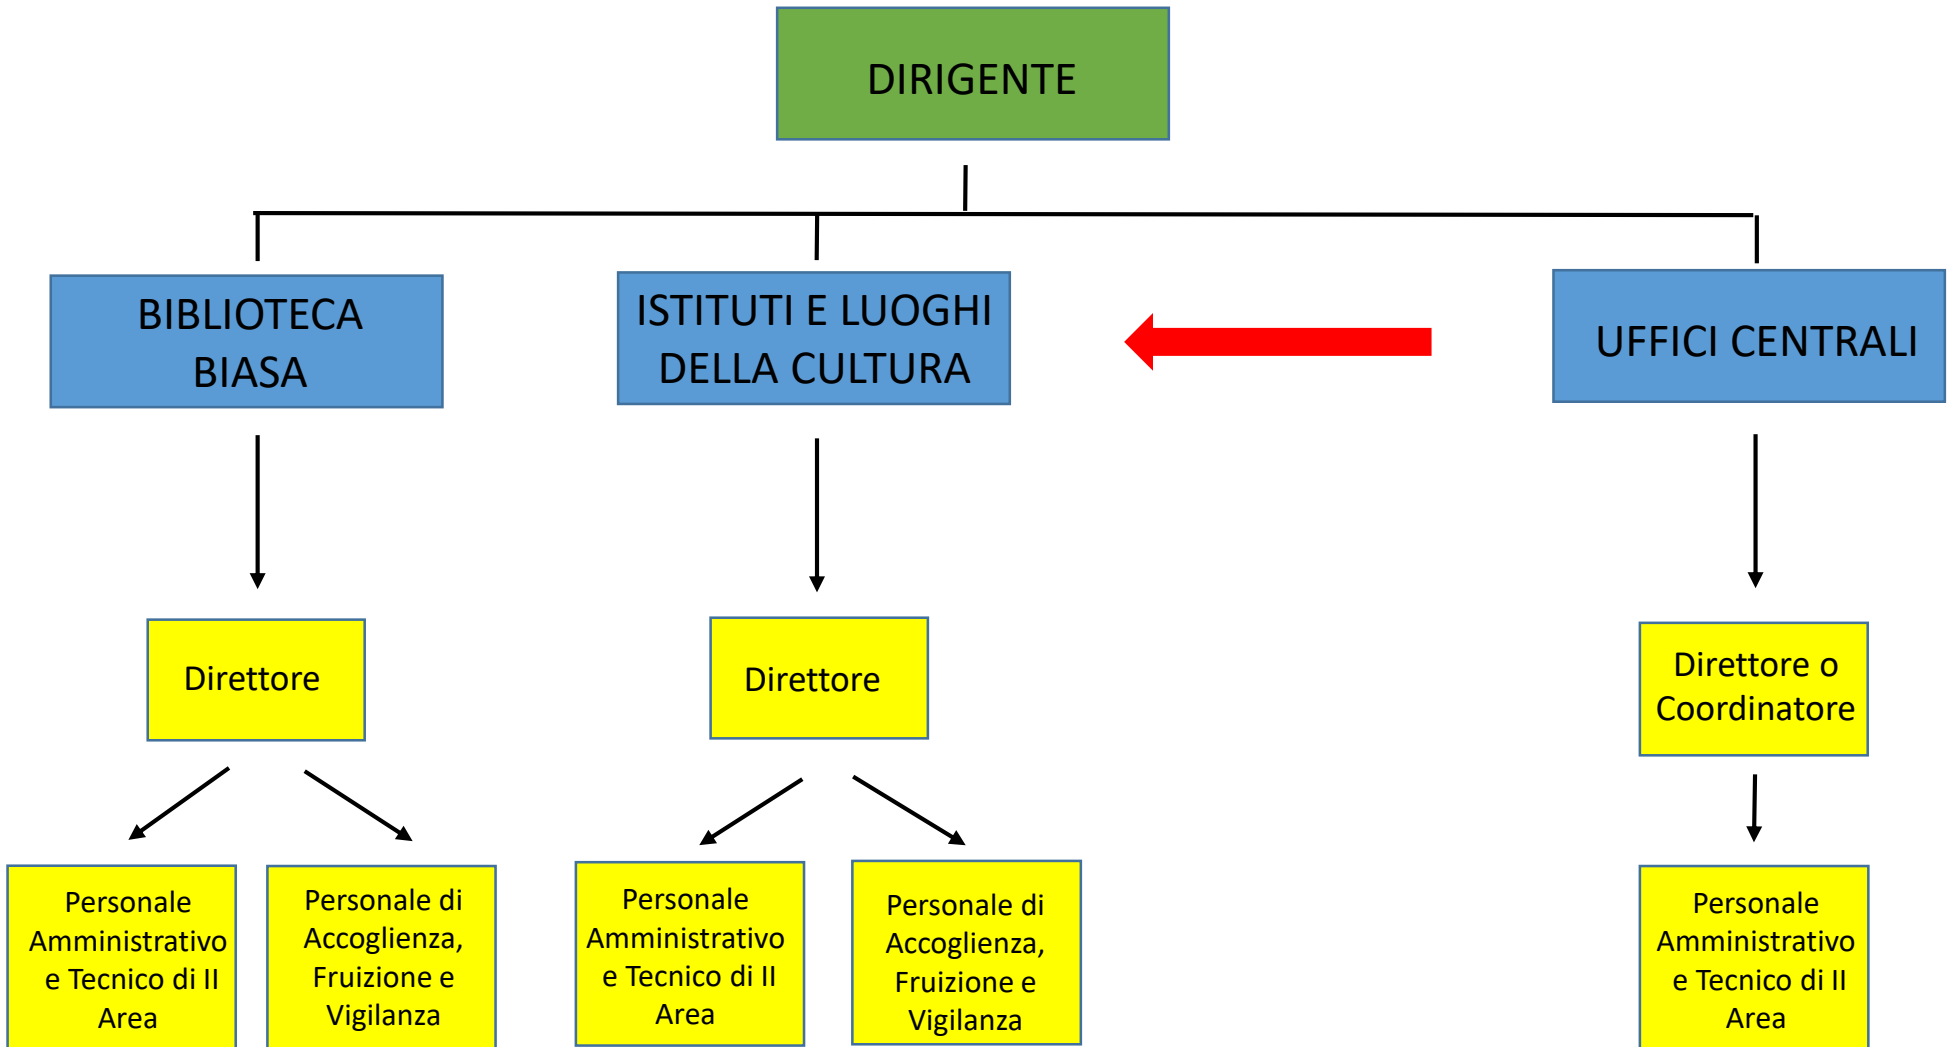 DIRIGENTE
BIBLIOTECA
BIASA
ISTITUTI E LUOGHI
DELLA CULTURA
UFFICI CENTRALI
Direttore
Direttore
Direttore o
Coordinatore
Personale
Amministrativo
e Tecnico di II
Area
Personale di
Accoglienza,
Fruizione e
Vigilanza
Personale
Amministrativo
e Tecnico di II
Area
Personale di
Accoglienza,
Fruizione e
Vigilanza
Personale
Amministrativo
e Tecnico di II
Area